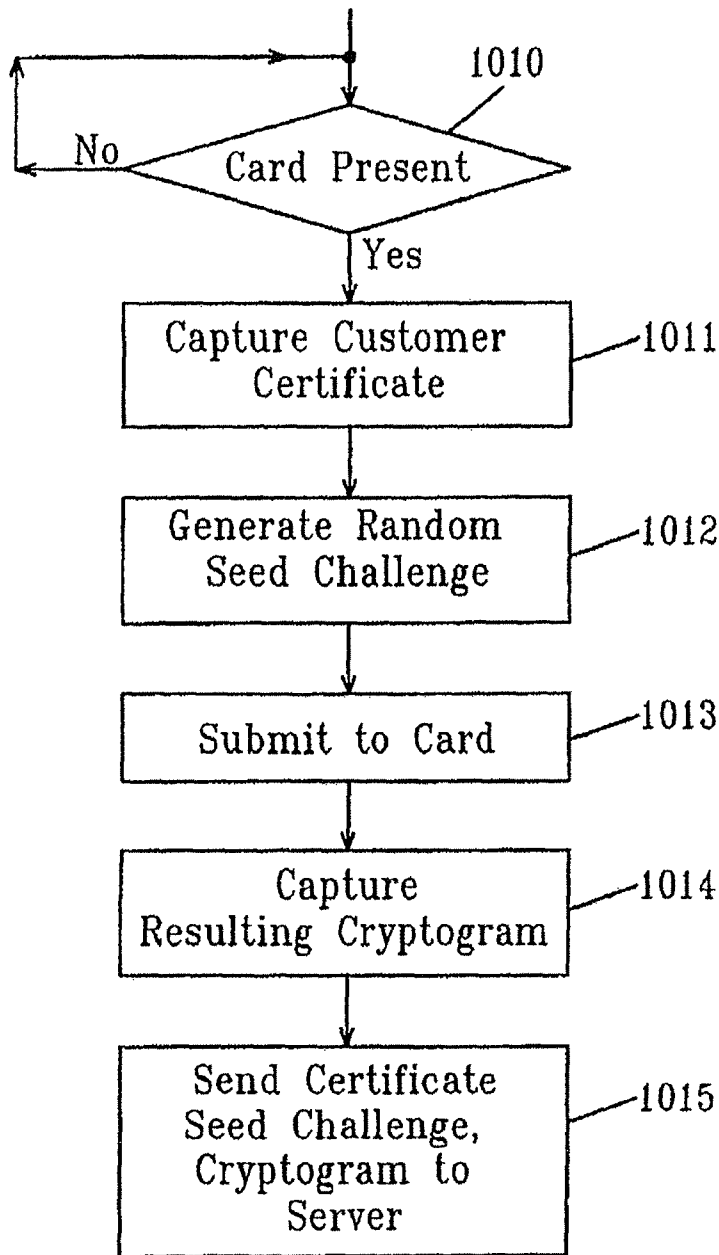 1010
No
Card Present
Yes
Capture Customer
Certificate
1011
Generate Random
Seed Challenge
1012
Submit to Card
1013
Capture
Resulting Cryptogram
1014
Send Certificate
Seed Challenge,
Cryptogram to
Server
1015